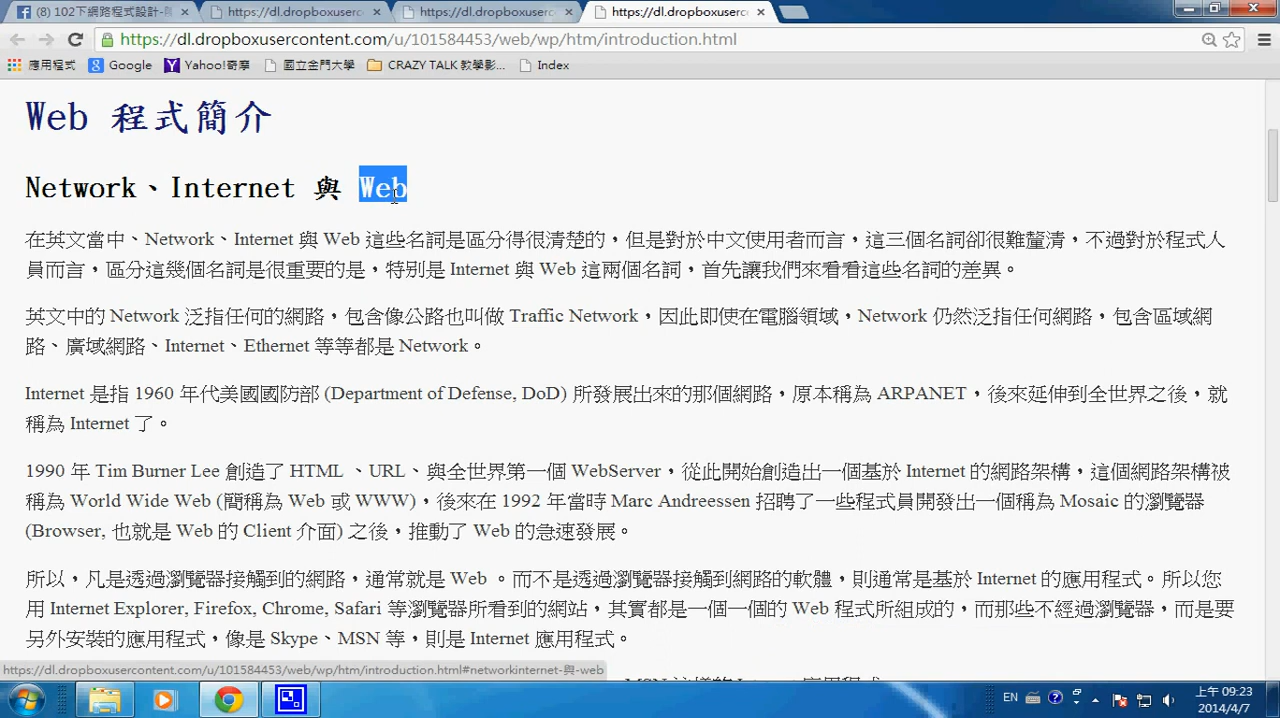 (8) 102下網路程式設計-
https://dl.dropboxuserc
https://dl.dropboxuserc
https://dl.dropboxuserc
https://dl.dropboxusercontent.com/u/101584453/web/wp/htm/introduction.html
應用程式 Google Yahoo!奇摩 國立金門大學 CRAZY TALK 教學影... Index
Web 程式簡介
Network、Internet 與 Web
在英文當中、Network、Internet 與 Web 這些名詞是區分得很清楚的，但是對於中文使用者而言，這三個名詞卻很難釐清，不過對於程式人
員而言，區分這幾個名詞是很重要的是，特別是 Internet 與 Web 這兩個名詞，首先讓我們來看看這些名詞的差異。
英文中的 Network 泛指任何的網路，包含像公路也叫做 Traffic Network，因此即使在電腦領域，Network 仍然泛指任何網路，包含區域網
路、廣域網路、Internet、Ethernet 等等都是 Network。
Internet 是指 1960 年代美國國防部 (Department of Defense, DoD) 所發展出來的那個網路，原本稱為 ARPANET，後來延伸到全世界之後，就
稱為 Internet 了。
1990 年 Tim Burner Lee 創造了 HTML 、URL、與全世界第一個 WebServer，從此開始創造出一個基於 Internet 的網路架構，這個網路架構被
稱為 World Wide Web (簡稱為 Web 或 WWW)，後來在 1992 年當時 Marc Andreessen 招聘了一些程式員開發出一個稱為 Mosaic 的瀏覽器
(Browser, 也就是 Web 的 Client 介面) 之後，推動了 Web 的急速發展。
所以，凡是透過瀏覽器接觸到的網路，通常就是 Web 。而不是透過瀏覽器接觸到網路的軟體，則通常是基於 Internet 的應用程式。所以您
用 Internet Explorer, Firefox, Chrome, Safari 等瀏覽器所看到的網站，其實都是一個一個的 Web 程式所組成的，而那些不經過瀏覽器，而是要
另外安裝的應用程式，像是 Skype、MSN 等，則是 Internet 應用程式。
https://dl.dropboxusercontent.com/u/101584453/web/wp/htm/introduction.html#networkinternet-與-web
EN
上午 09:23
2014/4/7